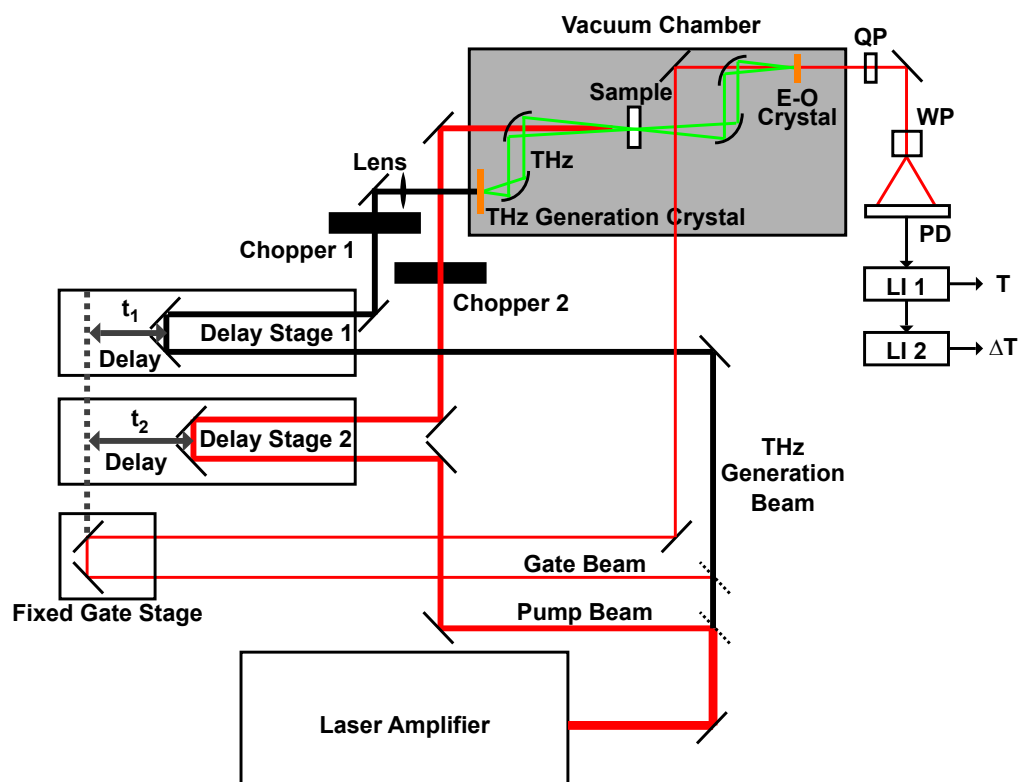 Vacuum Chamber
QP
Sample
E-O
Crystal
WP
THz
Lens
THz Generation Crystal
PD
Chopper 1
Chopper 2
LI 1
T
t₁
Delay Stage 1
Delay
LI 2
ΔT
t₂
Delay Stage 2
Delay
THz
Generation
Beam
Gate Beam
Fixed Gate Stage
Pump Beam
Laser Amplifier